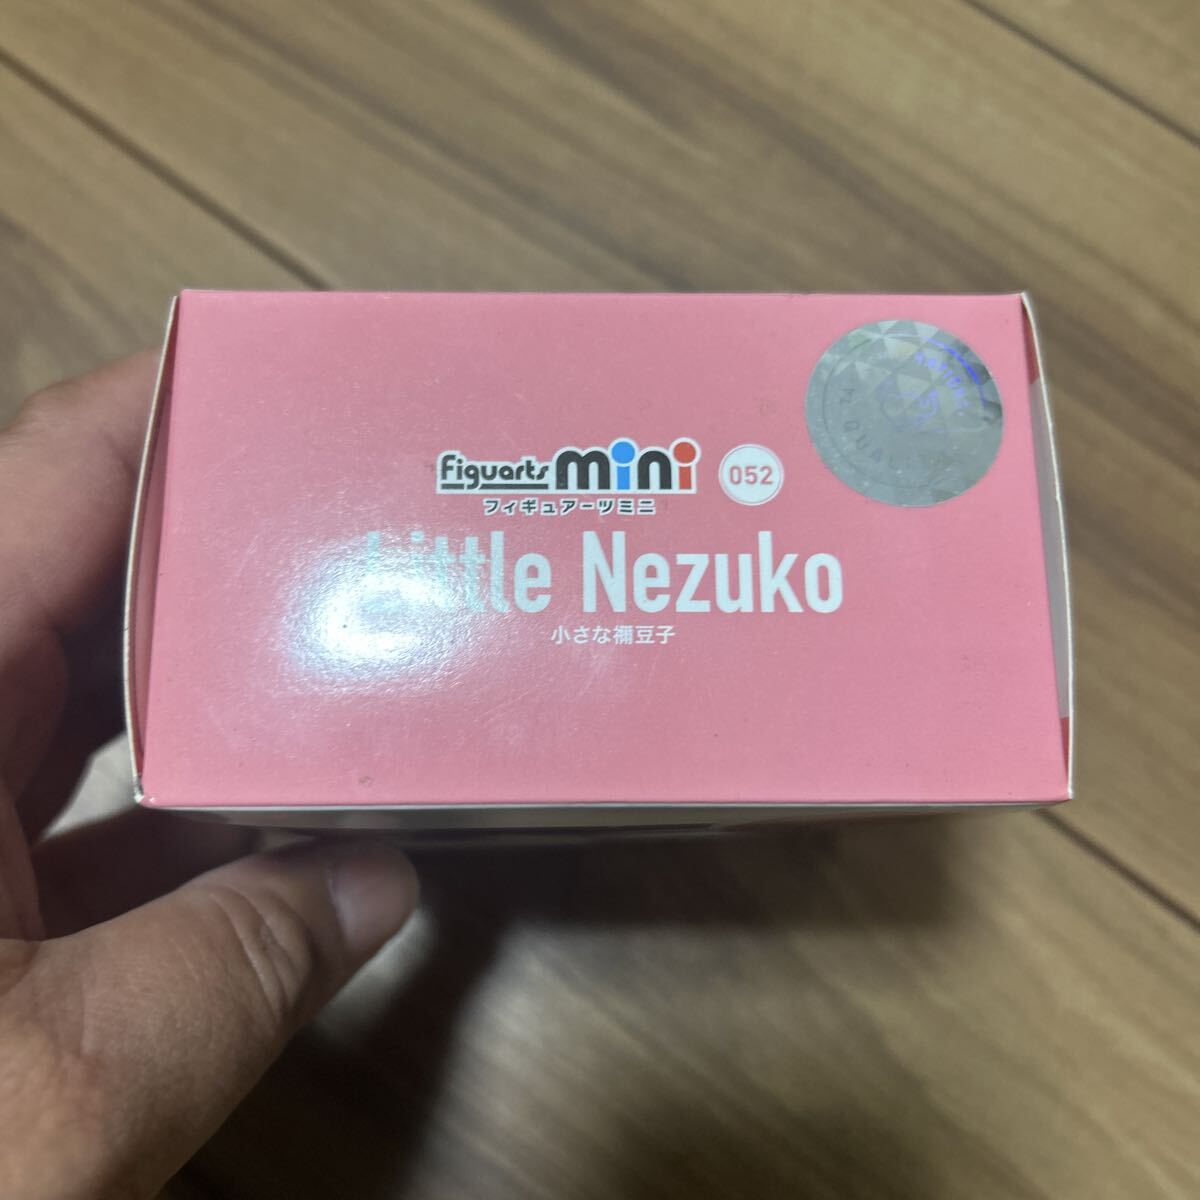 Figuarts mini 052
フィギュアーツミニ
Little Nezuko
小さな禰豆子